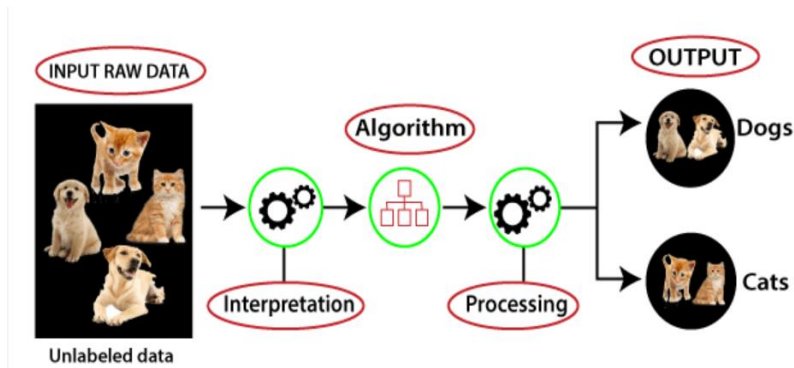 INPUT RAW DATA
Unlabeled data
Interpretation
Algorithm
Processing
OUTPUT
Dogs
Cats